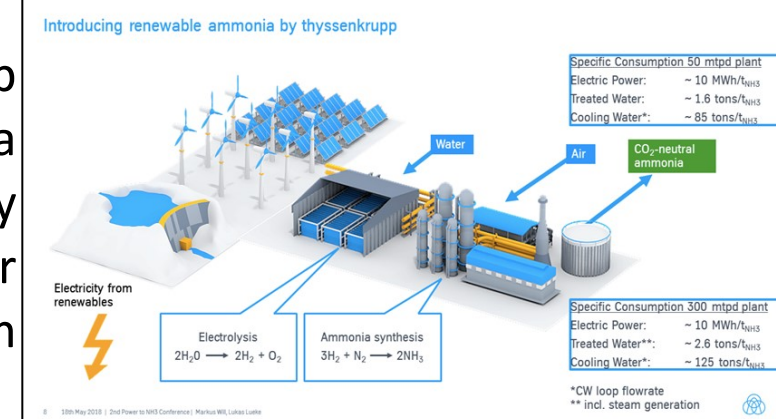 Introducing renewable ammonia by thyssenkrupp
p
a
y
r
n
Specific Consumption 50 mtpd plant
Electric Power: ~ 10 MWh/tNH3
Treated Water: ~ 1.6 tons/tNH3
Cooling Water*: ~ 85 tons/tNH3
Water
Air
CO2-neutral
ammonia
Electricity from
renewables
Electrolysis
2H2O ⟶ 2H2 + O2
Ammonia synthesis
3H2 + N2 ⟶ 2NH3
Specific Consumption 300 mtpd plant
Electric Power: ~ 10 MWh/tNH3
Treated Water**: ~ 2.6 tons/tNH3
Cooling Water*: ~ 125 tons/tNH3
*CW loop flowrate
** incl. steam generation
8 18th May 2018 | 2nd Power to NH3 Conference | Markus Will, Lukas Lüke